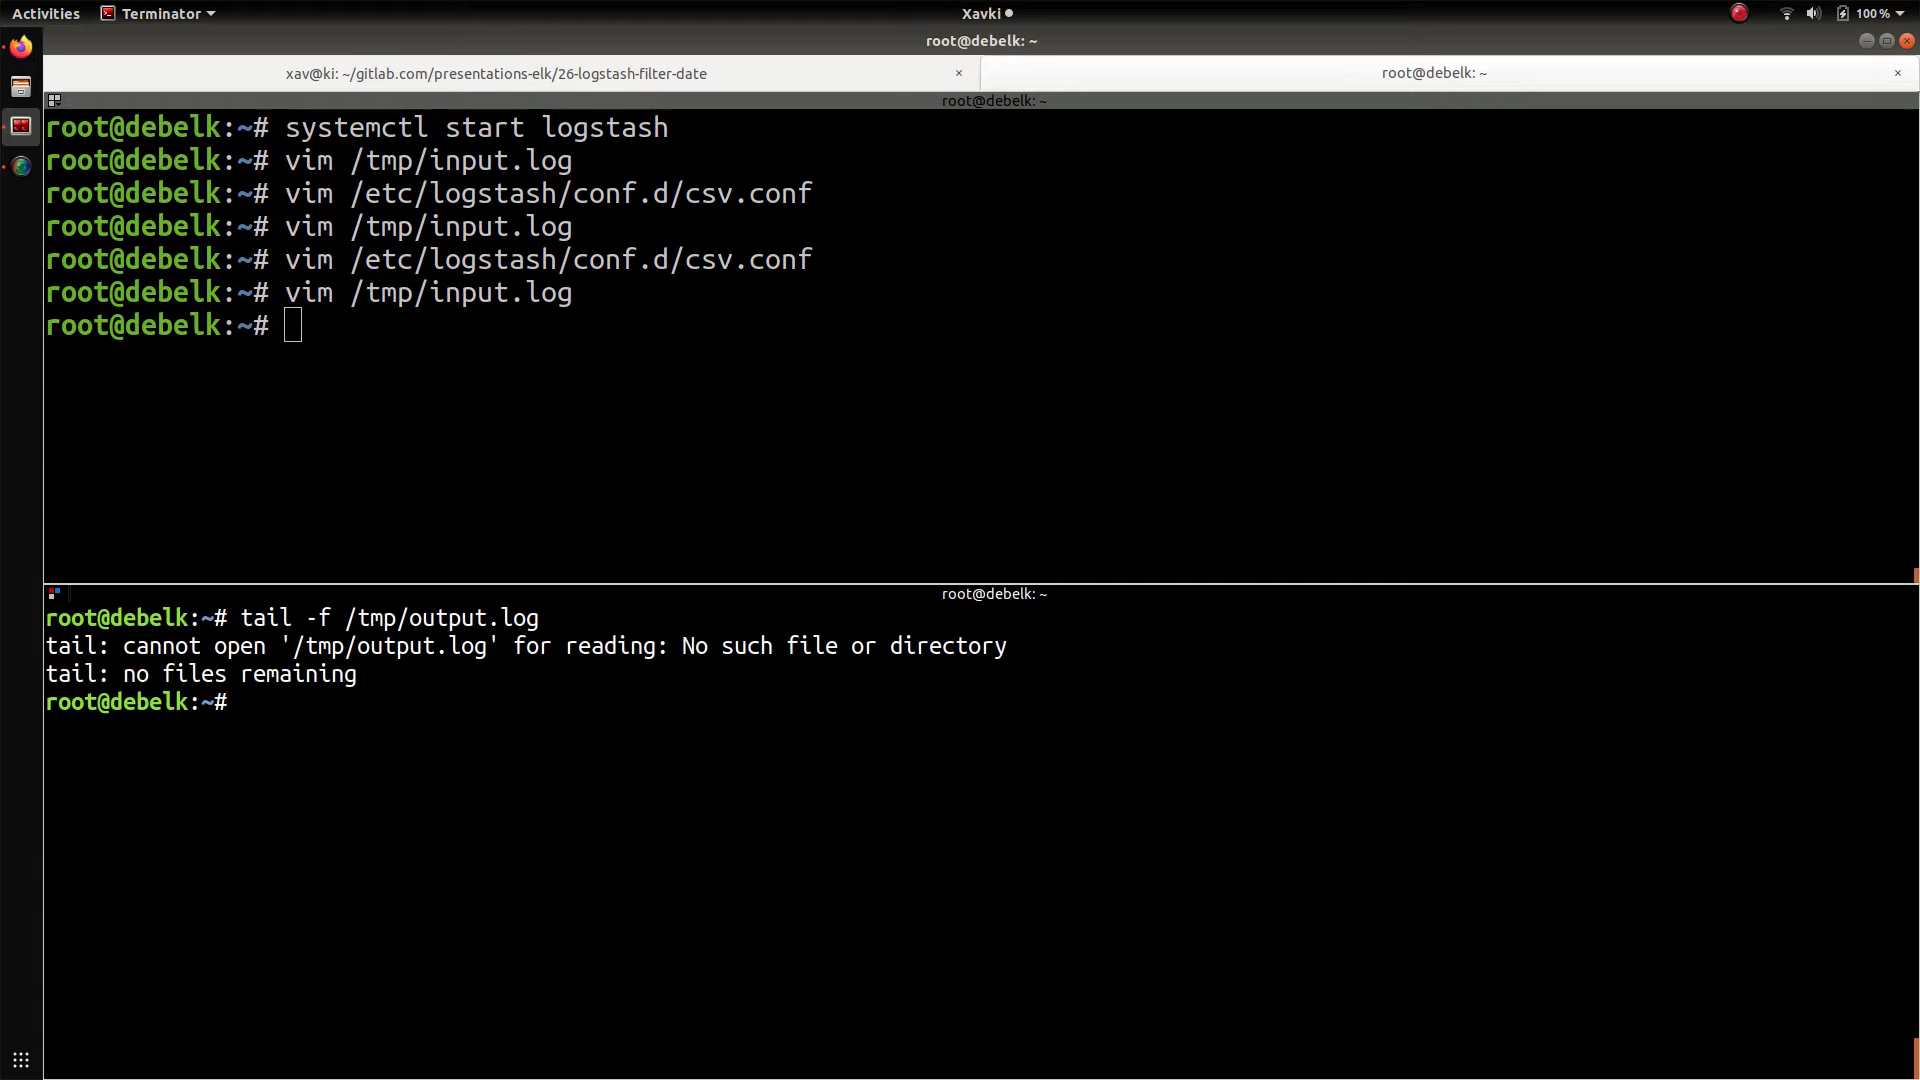 Activities
Terminator
Xavki
100 %
root@debelk: ~
xav@ki: ~/gitlab.com/presentations-elk/26-logstash-filter-date
root@debelk: ~
root@debelk: ~
root@debelk:~# systemctl start logstash
root@debelk:~# vim /tmp/input.log
root@debelk:~# vim /etc/logstash/conf.d/csv.conf
root@debelk:~# vim /tmp/input.log
root@debelk:~# vim /etc/logstash/conf.d/csv.conf
root@debelk:~# vim /tmp/input.log
root@debelk:~#
root@debelk: ~
root@debelk:~# tail -f /tmp/output.log
tail: cannot open '/tmp/output.log' for reading: No such file or directory
tail: no files remaining
root@debelk:~#